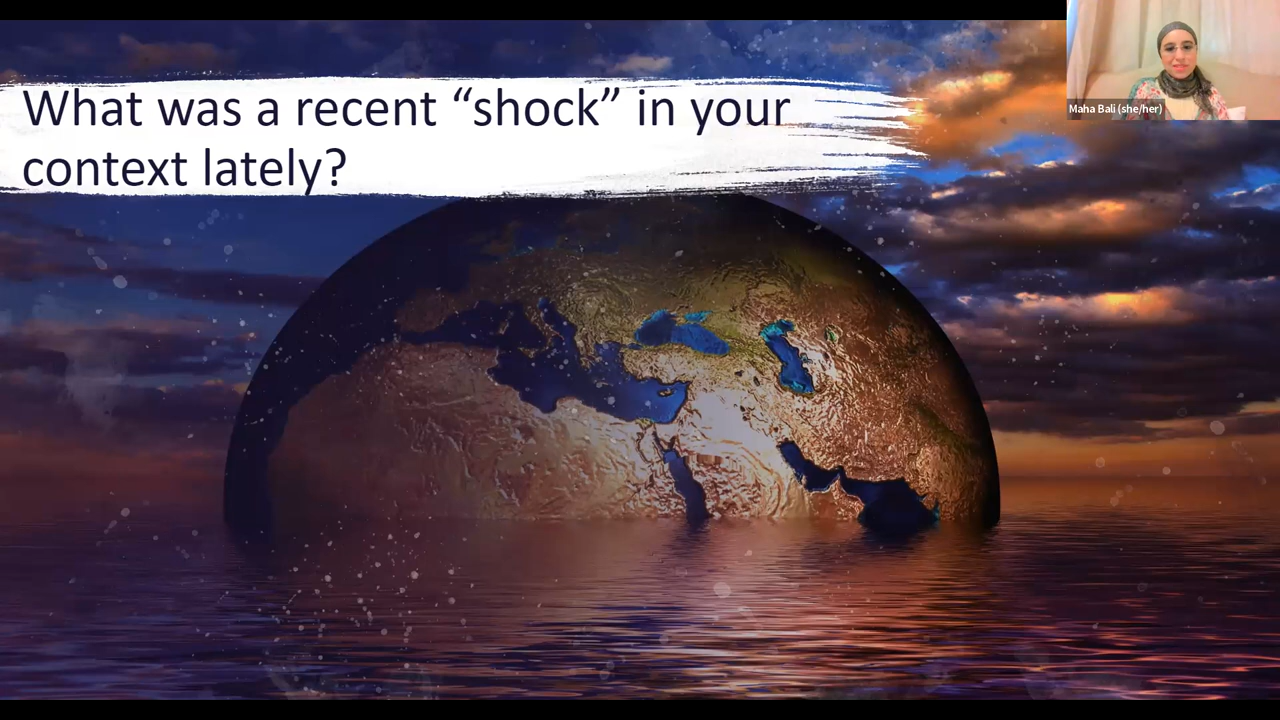 What was a recent “shock” in your
context lately?
Maha Bali (she/her)